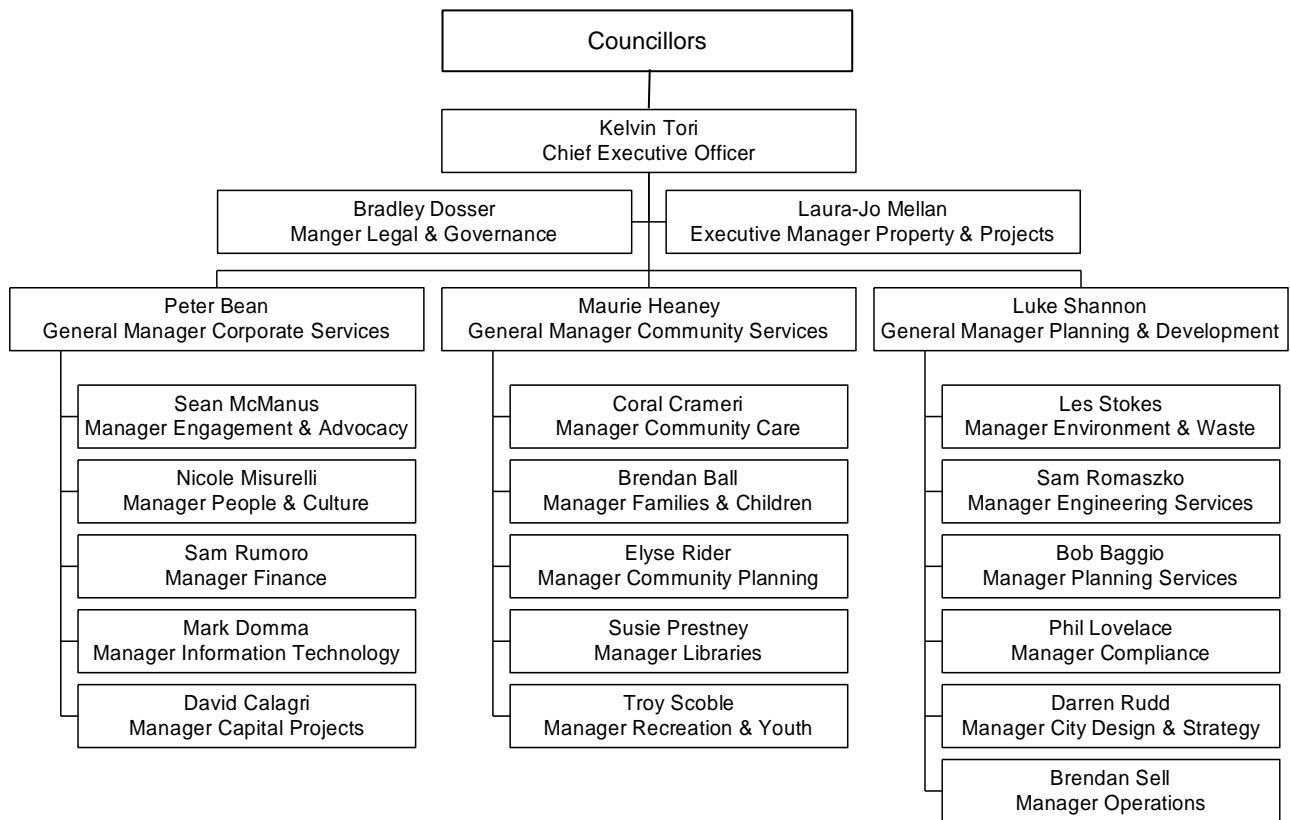 Councillors
Kelvin Tori
Chief Executive Officer
Bradley Dosser
Manger Legal & Governance
Laura-Jo Mellan
Executive Manager Property & Projects
Peter Bean
General Manager Corporate Services
Sean McManus
Manager Engagement & Advocacy
Nicole Misurelli
Manager People & Culture
Sam Rumoro
Manager Finance
Mark Domma
Manager Information Technology
David Calagri
Manager Capital Projects
Maurie Heaney
General Manager Community Services
Coral Crameri
Manager Community Care
Brendan Ball
Manager Families & Children
Elyse Rider
Manager Community Planning
Susie Prestney
Manager Libraries
Troy Scoble
Manager Recreation & Youth
Luke Shannon
General Manager Planning & Development
Les Stokes
Manager Environment & Waste
Sam Romaszko
Manager Engineering Services
Bob Baggio
Manager Planning Services
Phil Lovelace
Manager Compliance
Darren Rudd
Manager City Design & Strategy
Brendan Sell
Manager Operations